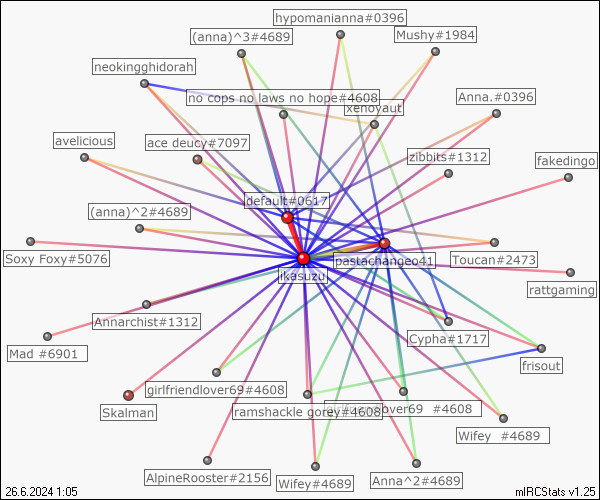 hypomanianna#0396
(anna)^3#4689
Mushy#1984
neokingghidorah
no cops no laws no hope#4608
Anna.#0396
xenoyaut
avelicious
ace deucy#7097
zibbits#1312
fakedingo
default#0617
(anna)^2#4689
Soxy Foxy#5076
pastachangeo41
Toucan#2473
ikasuzu
rattgaming
Annarchist#1312
Cypha#1717
Mad #6901
frisout
girlfriendlover69#4608
ramshackle gorey#4608
#4608
Skalman
Wifey #4689
AlpineRooster#2156
Wifey#4689
Anna^2#4689
26.6.2024 1:05
mIRCStats v1.25